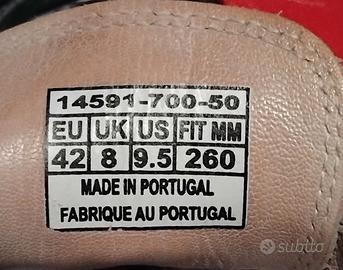 14591-700-50
EU UK US FIT MM
42 8 9.5 260
MADE IN PORTUGAL
FABRIQUE AU PORTUGAL
subito